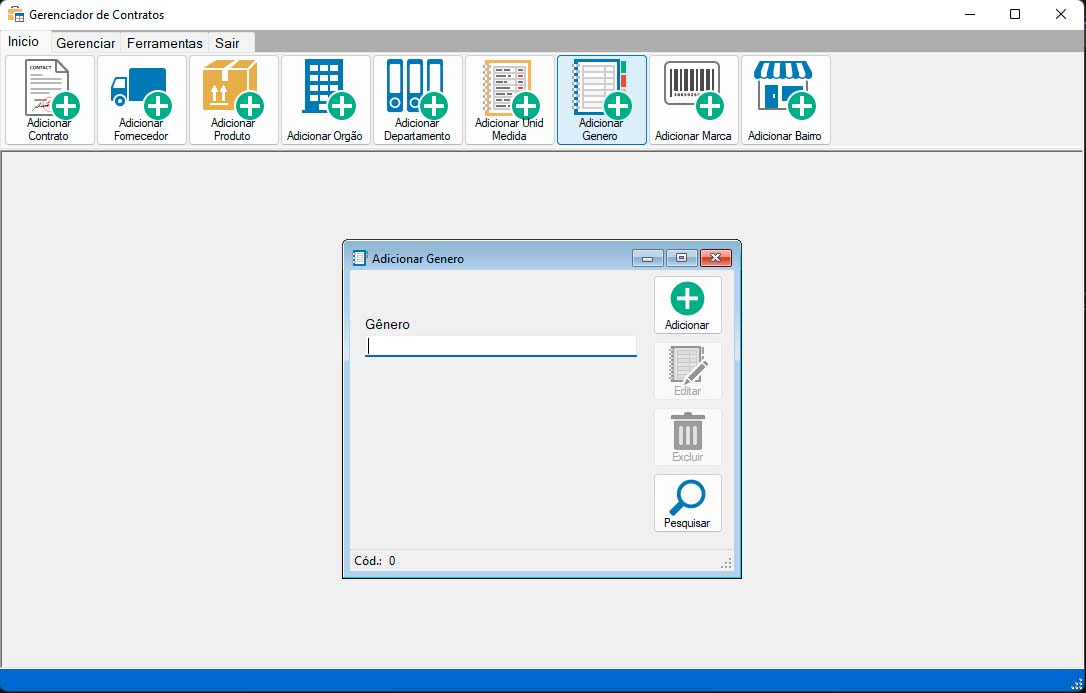 Gerenciador de Contratos
Inicio Gerenciar Ferramentas Sair
CONTRACT
Adicionar
Contrato
Adicionar
Fornecedor
Adicionar
Produto
Adicionar Orgão
Adicionar
Departamento
Adicionar Unid
Medida
Adicionar
Genero
Adicionar Marca
Adicionar Bairro
Adicionar Genero
Gênero
Adicionar
Editar
Excluir
Pesquisar
Cód.: 0